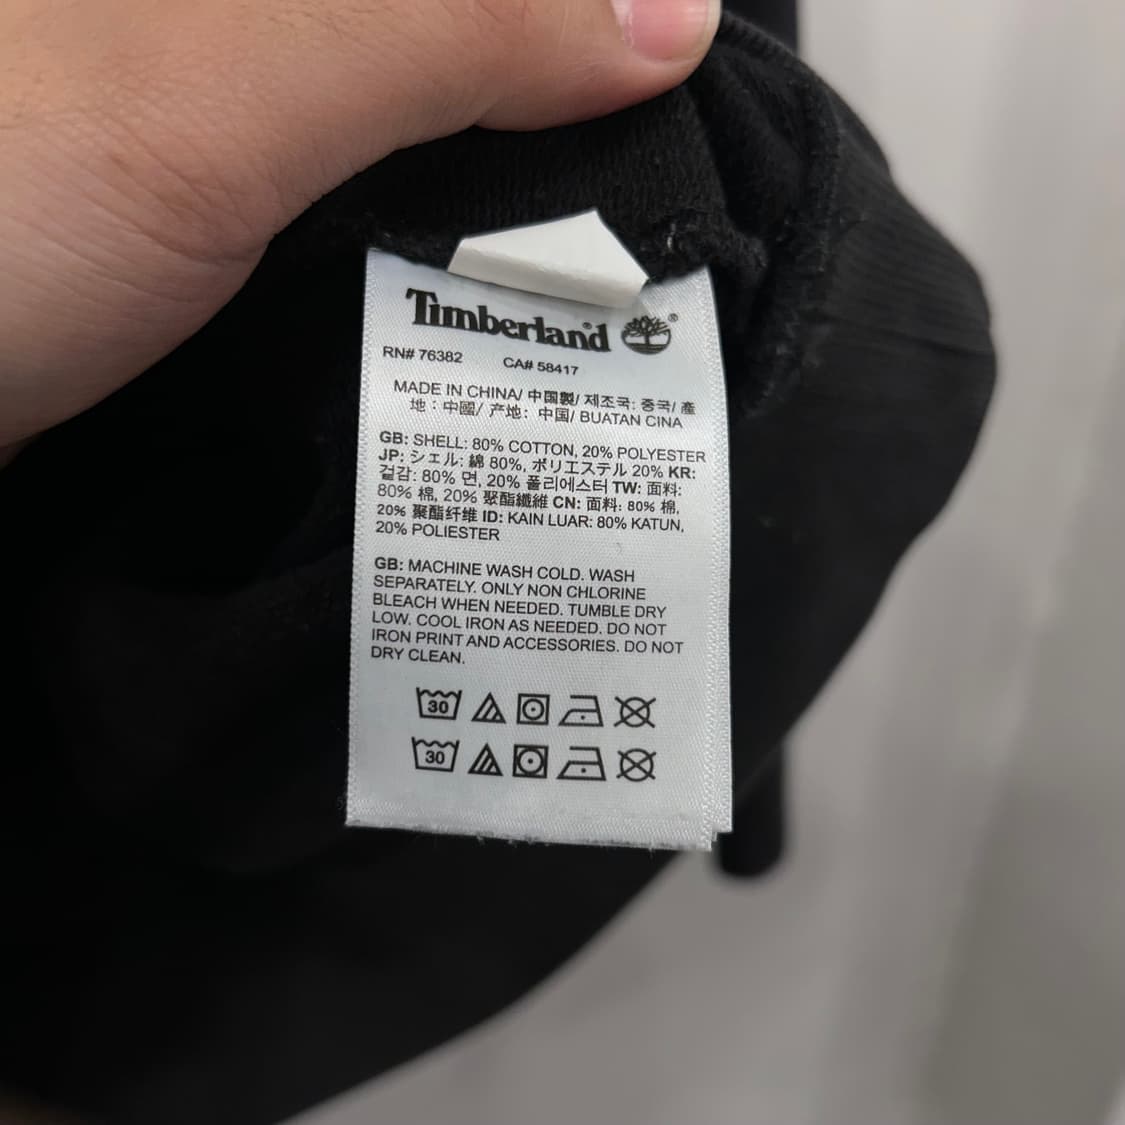 Timberland ®
RN# 76382 CA# 58417
MADE IN CHINA/ 中国製/ 제조국: 중국/ 產
地：中國/ 产地：中国/ BUATAN CINA
GB: SHELL: 80% COTTON, 20% POLYESTER
JP: シェル: 綿 80%, ポリエステル 20% KR:
겉감: 80% 면, 20% 폴리에스터 TW: 面料:
80% 棉, 20% 聚酯纖維 CN: 面料: 80% 棉,
20% 聚酯纤维 ID: KAIN LUAR: 80% KATUN,
20% POLIESTER
GB: MACHINE WASH COLD. WASH
SEPARATELY. ONLY NON CHLORINE
BLEACH WHEN NEEDED. TUMBLE DRY
LOW. COOL IRON AS NEEDED. DO NOT
IRON PRINT AND ACCESSORIES. DO NOT
DRY CLEAN.
30
30